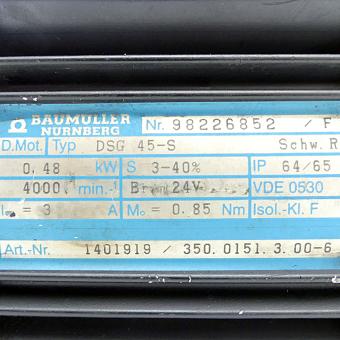 BAUMÜLLER
NÜRNBERG Nr. 98226852 / F
D.Mot. Typ DSG 45-S Schw.R
0,48 kW S 3-40% IP 64/65
4000 min.-¹ Br. 24V VDE 0530
= 3 A M₀ = 0.85 Nm Isol.-Kl. F
Art.-Nr. 1401919 / 350.0151.3.00-6